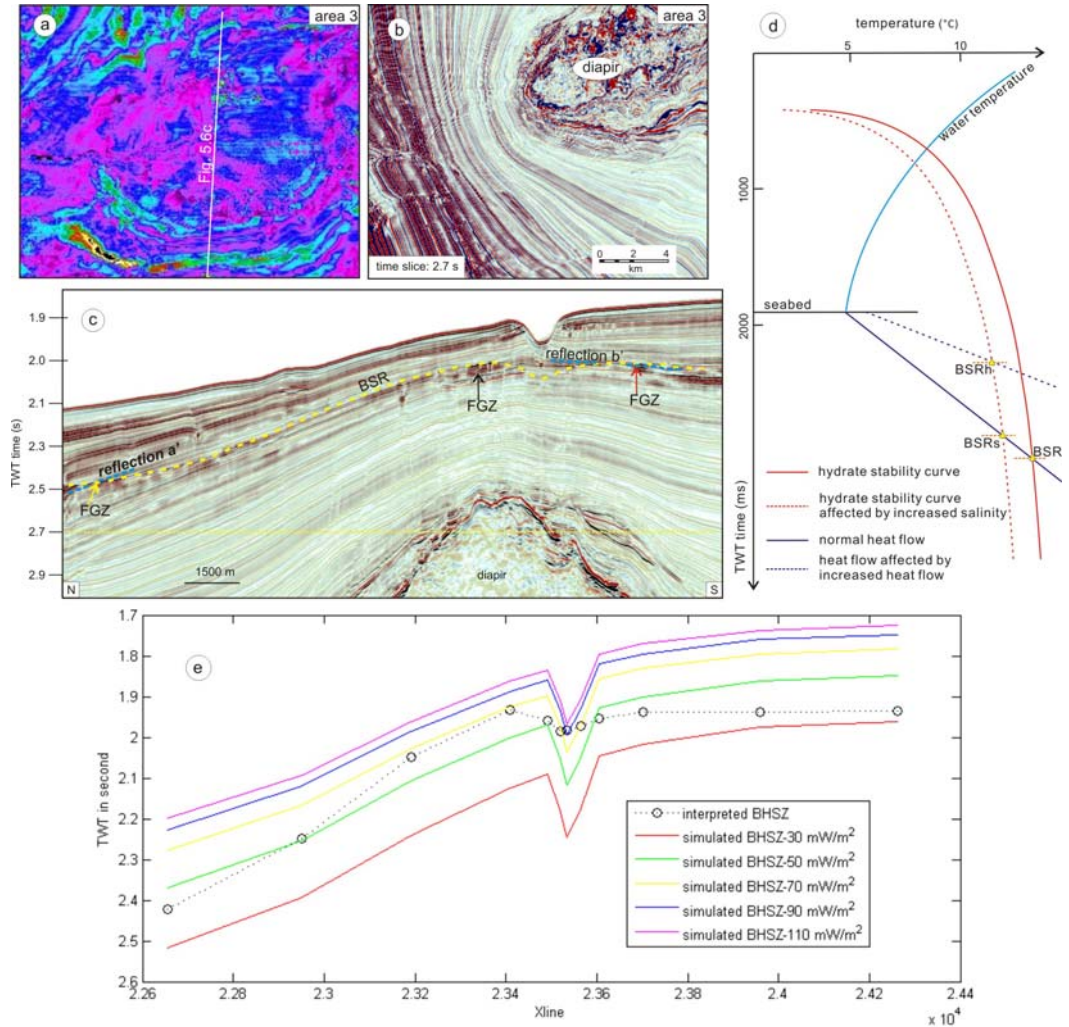 a
area 3
Fig. 5.6c
b
area 3
diapir
time slice: 2.7 s
0 2 4
km
c
TWT time (s)
1.9
2.0
2.1
2.5
2.7
2.9
reflection b'
BSR
FGZ
FGZ
reflection a'
FGZ
1500 m
diapir
N
S
d
temperature (°C)
5 10
water temperature
1000
seabed
2000
BSRh
BSRs
BSR
TWT time (ms)
hydrate stability curve
hydrate stability curve
affected by increased salinity
normal heat flow
heat flow affected by
increased heat flow
e
TWT in second
1.7
1.8
1.9
2
2.1
2.2
2.3
2.4
2.5
2.6
interpreted BHSZ
simulated BHSZ-30 mW/m²
simulated BHSZ-50 mW/m²
simulated BHSZ-70 mW/m²
simulated BHSZ-90 mW/m²
simulated BHSZ-110 mW/m²
2.26 2.28 2.3 2.32 2.34 2.36 2.38 2.4 2.42 2.44
Xline
x 10⁴